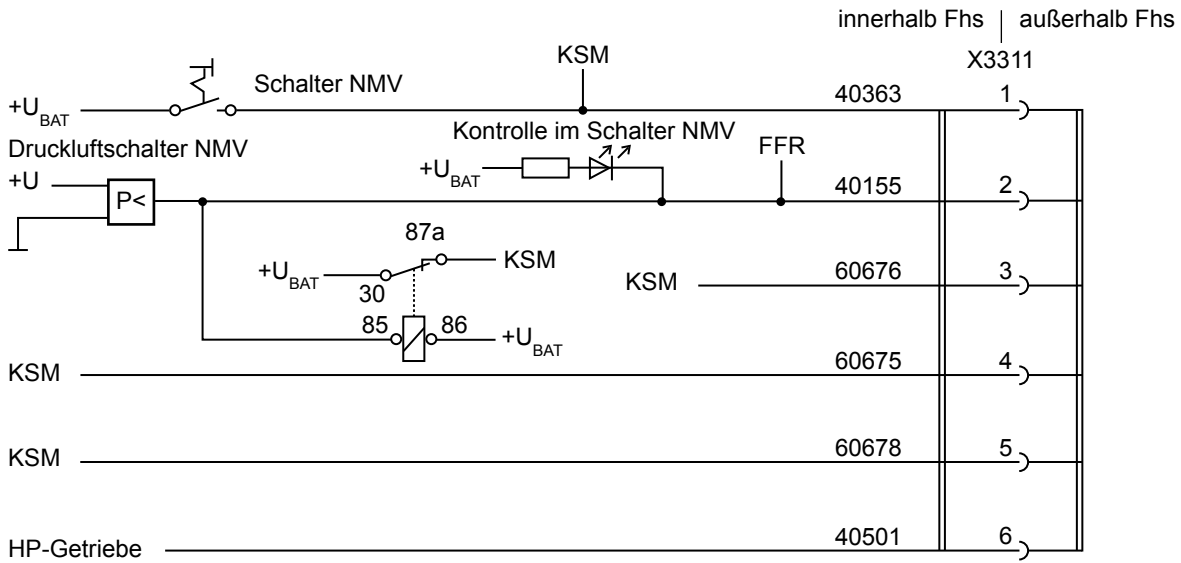 innerhalb Fhs | außerhalb Fhs
X3311
KSM
Schalter NMV
+UBAT
40363 1
Druckluftschalter NMV
Kontrolle im Schalter NMV
FFR
+UBAT
+U
P<
40155 2
87a
+UBAT
KSM
30
KSM
60676 3
85 86
+UBAT
KSM
60675 4
KSM
60678 5
HP-Getriebe
40501 6